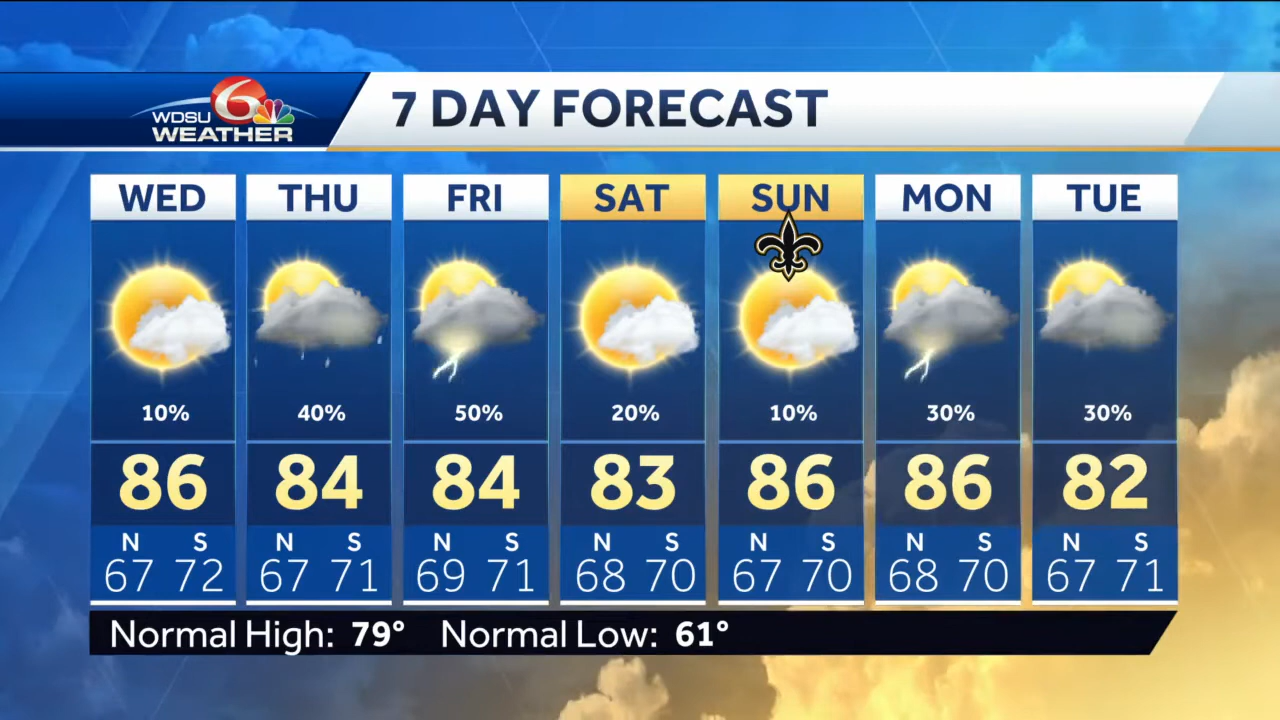 WDSU 6
WEATHER
7 DAY FORECAST
WED THU FRI SAT SUN MON TUE
10% 40% 50% 20% 10% 30% 30%
86 84 84 83 86 86 82
N S N S N S N S N S N S N S
67 72 67 71 69 71 68 70 67 70 68 70 67 71
Normal High: 79° Normal Low: 61°